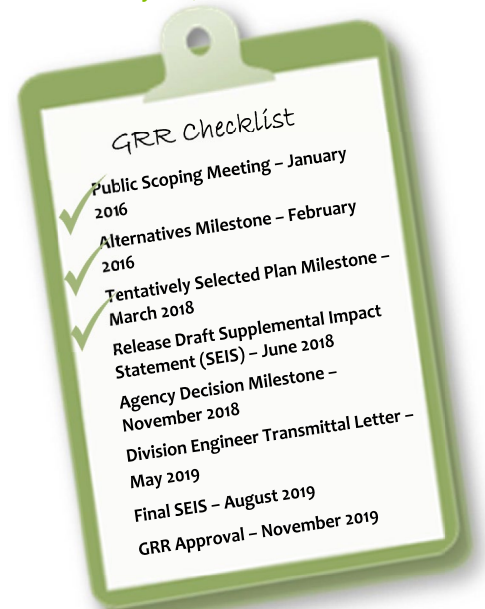 GRR Checklist
Public Scoping Meeting – January
2016
Alternatives Milestone – February
2016
Tentatively Selected Plan Milestone –
March 2018
Release Draft Supplemental Impact
Statement (SEIS) – June 2018
Agency Decision Milestone –
November 2018
Division Engineer Transmittal Letter –
May 2019
Final SEIS – August 2019
GRR Approval – November 2019